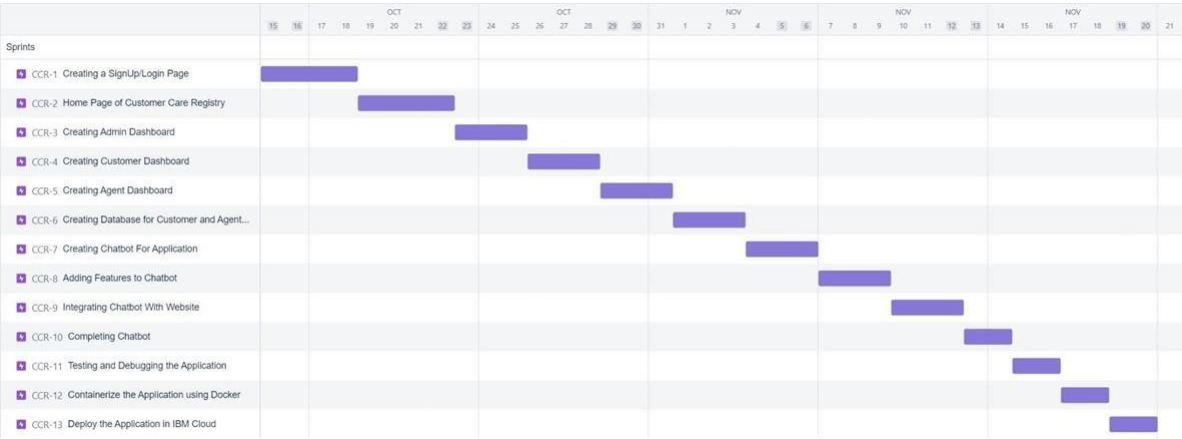 OCT OCT NOV NOV NOV
15 16 17 18 19 20 21 22 23 24 25 26 27 28 29 30 31 1 2 3 4 5 6 7 8 9 10 11 12 13 14 15 16 17 18 19 20 21
Sprints
CCR-1 Creating a SignUp/Login Page
CCR-2 Home Page of Customer Care Registry
CCR-3 Creating Admin Dashboard
CCR-4 Creating Customer Dashboard
CCR-5 Creating Agent Dashboard
CCR-6 Creating Database for Customer and Agent...
CCR-7 Creating Chatbot For Application
CCR-8 Adding Features to Chatbot
CCR-9 Integrating Chatbot With Website
CCR-10 Completing Chatbot
CCR-11 Testing and Debugging the Application
CCR-12 Containerize the Application using Docker
CCR-13 Deploy the Application in IBM Cloud